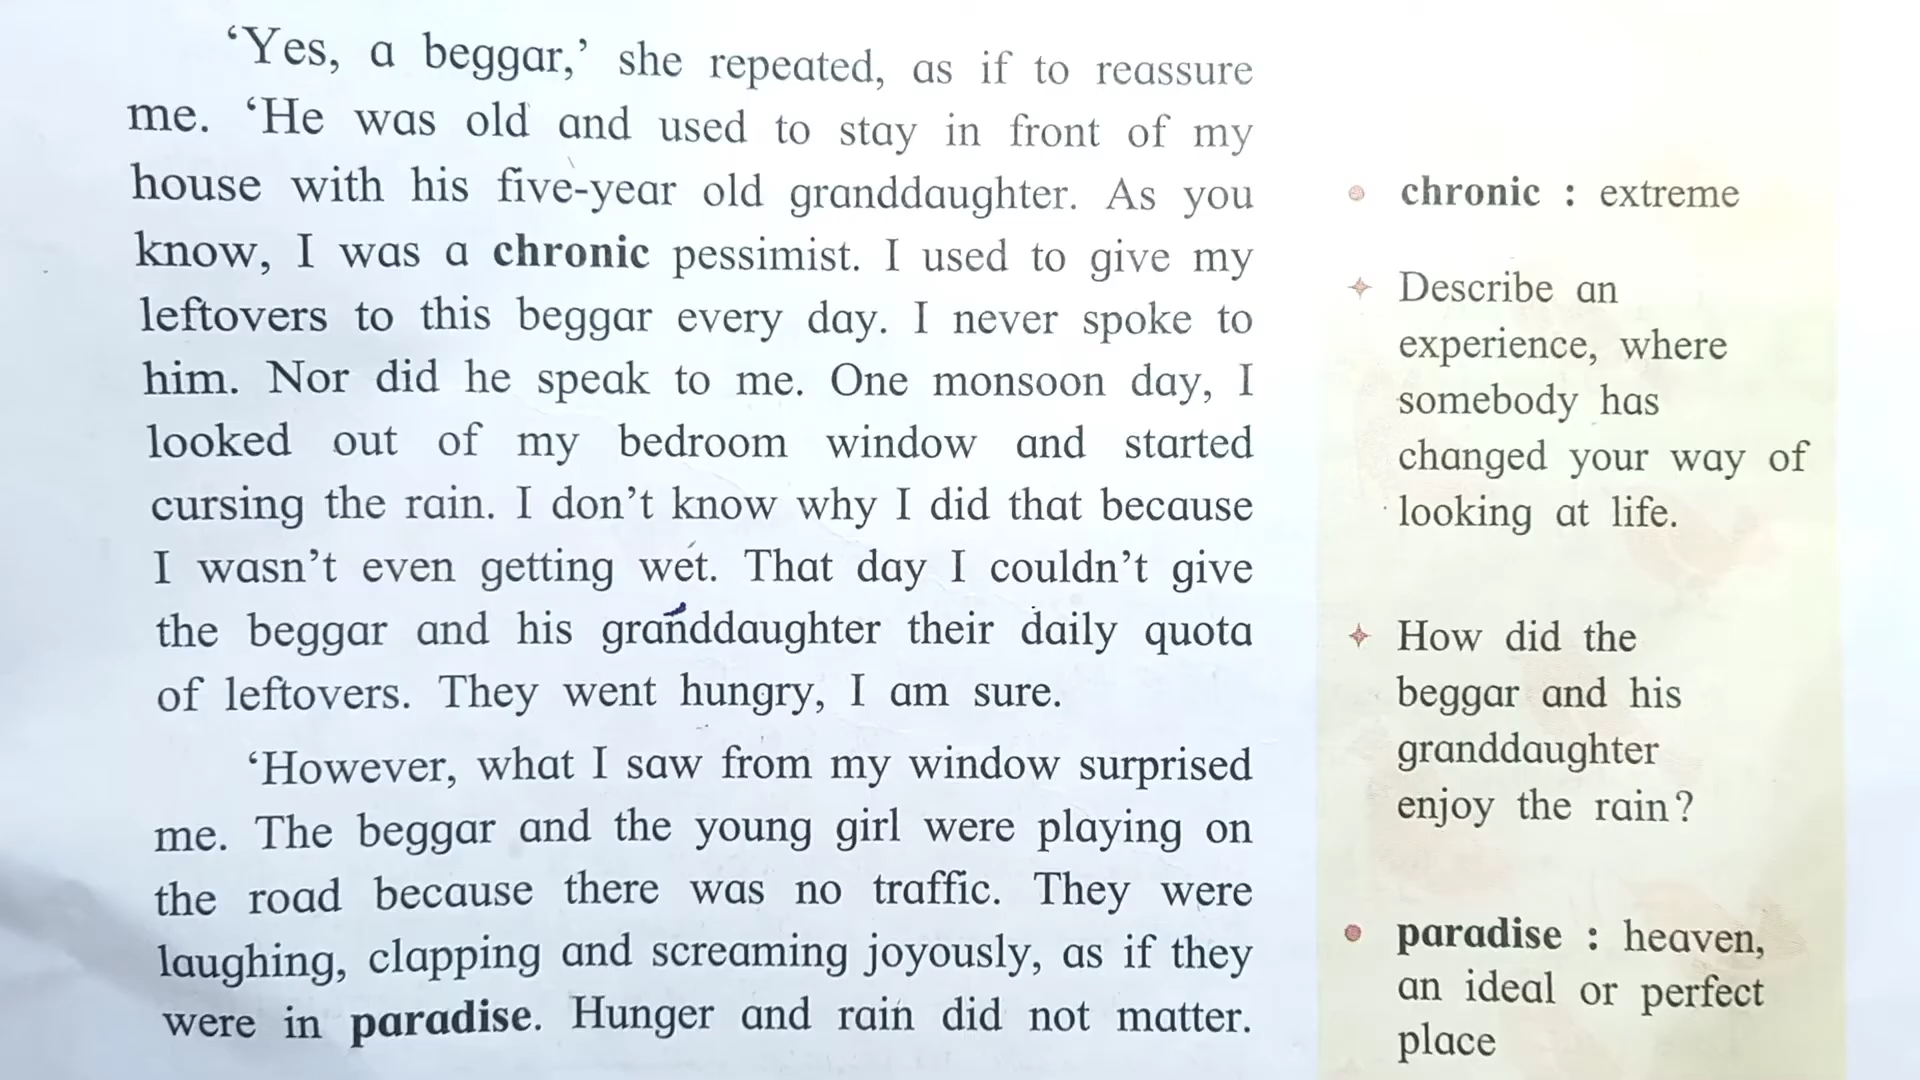 ‘Yes, a beggar,’ she repeated, as if to reassure
me. ‘He was old and used to stay in front of my
house with his five-year old granddaughter. As you
know, I was a chronic pessimist. I used to give my
leftovers to this beggar every day. I never spoke to
him. Nor did he speak to me. One monsoon day, I
looked out of my bedroom window and started
cursing the rain. I don’t know why I did that because
I wasn’t even getting wet. That day I couldn’t give
the beggar and his granddaughter their daily quota
of leftovers. They went hungry, I am sure.
‘However, what I saw from my window surprised
me. The beggar and the young girl were playing on
the road because there was no traffic. They were
laughing, clapping and screaming joyously, as if they
were in paradise. Hunger and rain did not matter.
chronic : extreme
Describe an
experience, where
somebody has
changed your way of
looking at life.
How did the
beggar and his
granddaughter
enjoy the rain?
paradise : heaven,
an ideal or perfect
place